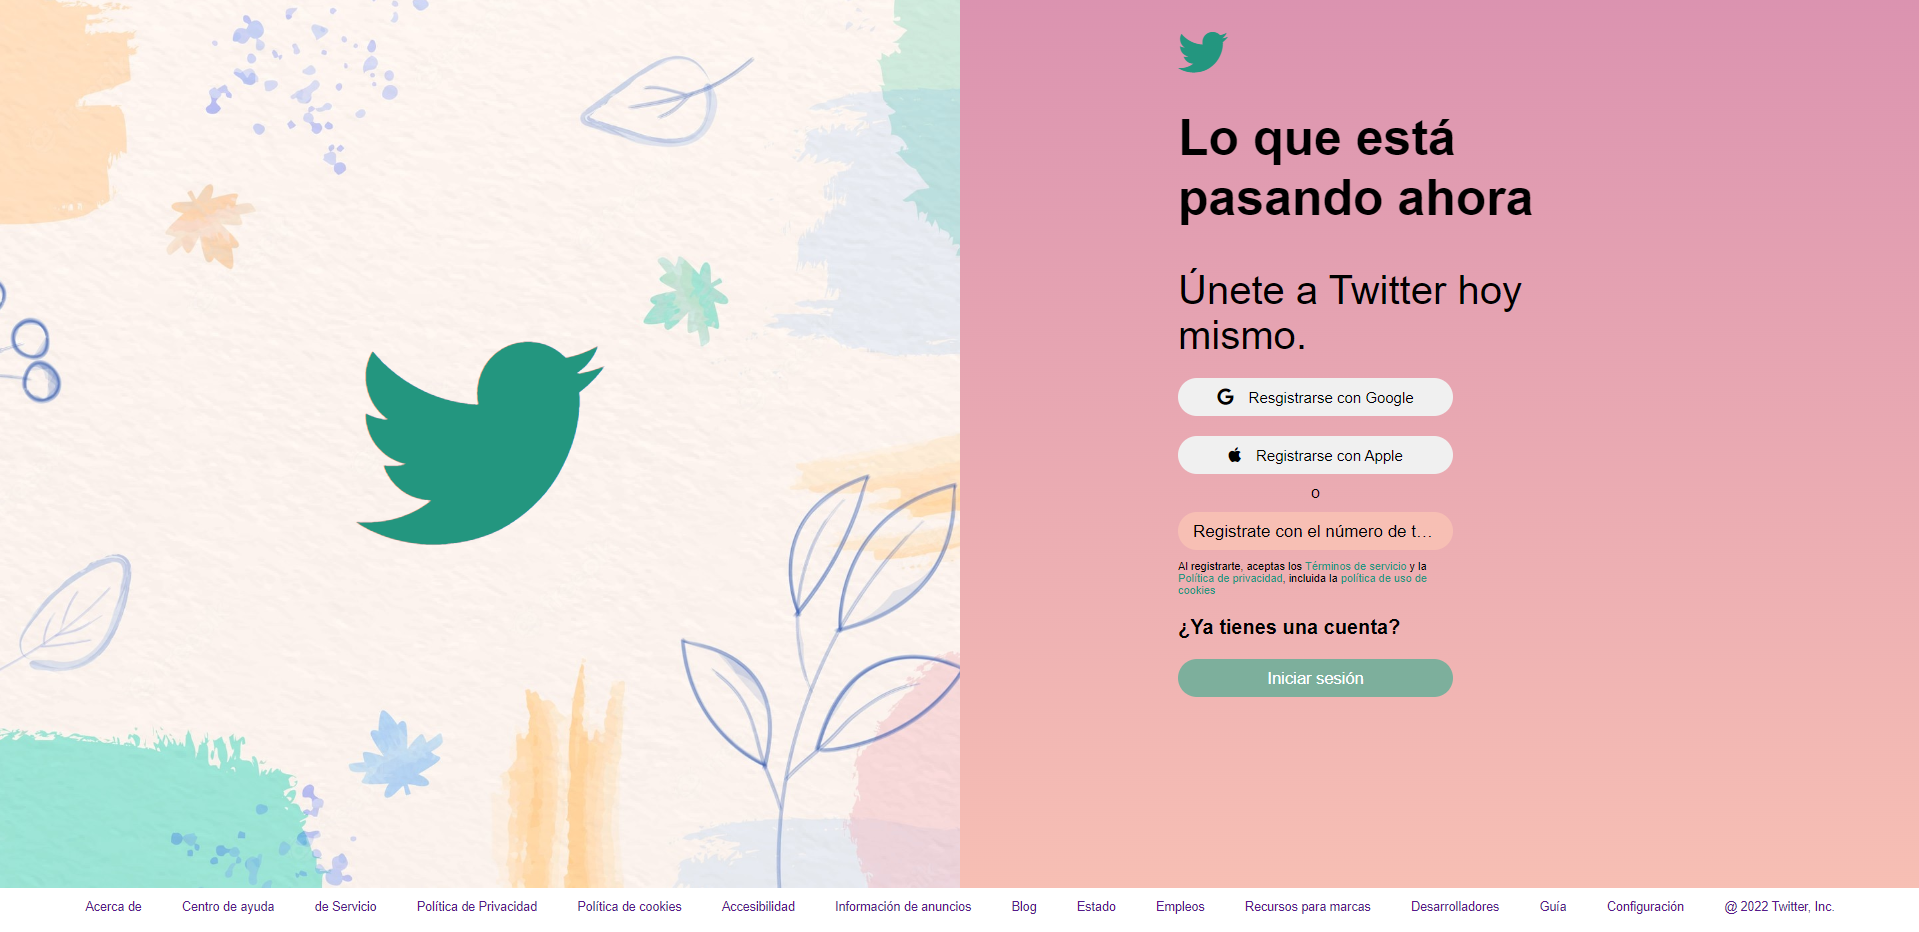 Lo que está
pasando ahora
Únete a Twitter hoy
mismo.
Resgistrarse con Google
Registrarse con Apple
o
Registrate con el número de t...
Al registrarte, aceptas los Términos de servicio y la
Política de privacidad, incluida la política de uso de
cookies
¿Ya tienes una cuenta?
Iniciar sesión
Acerca de Centro de ayuda de Servicio Política de Privacidad Política de cookies Accesibilidad Información de anuncios Blog Estado Empleos Recursos para marcas Desarrolladores Guía Configuración @ 2022 Twitter, Inc.